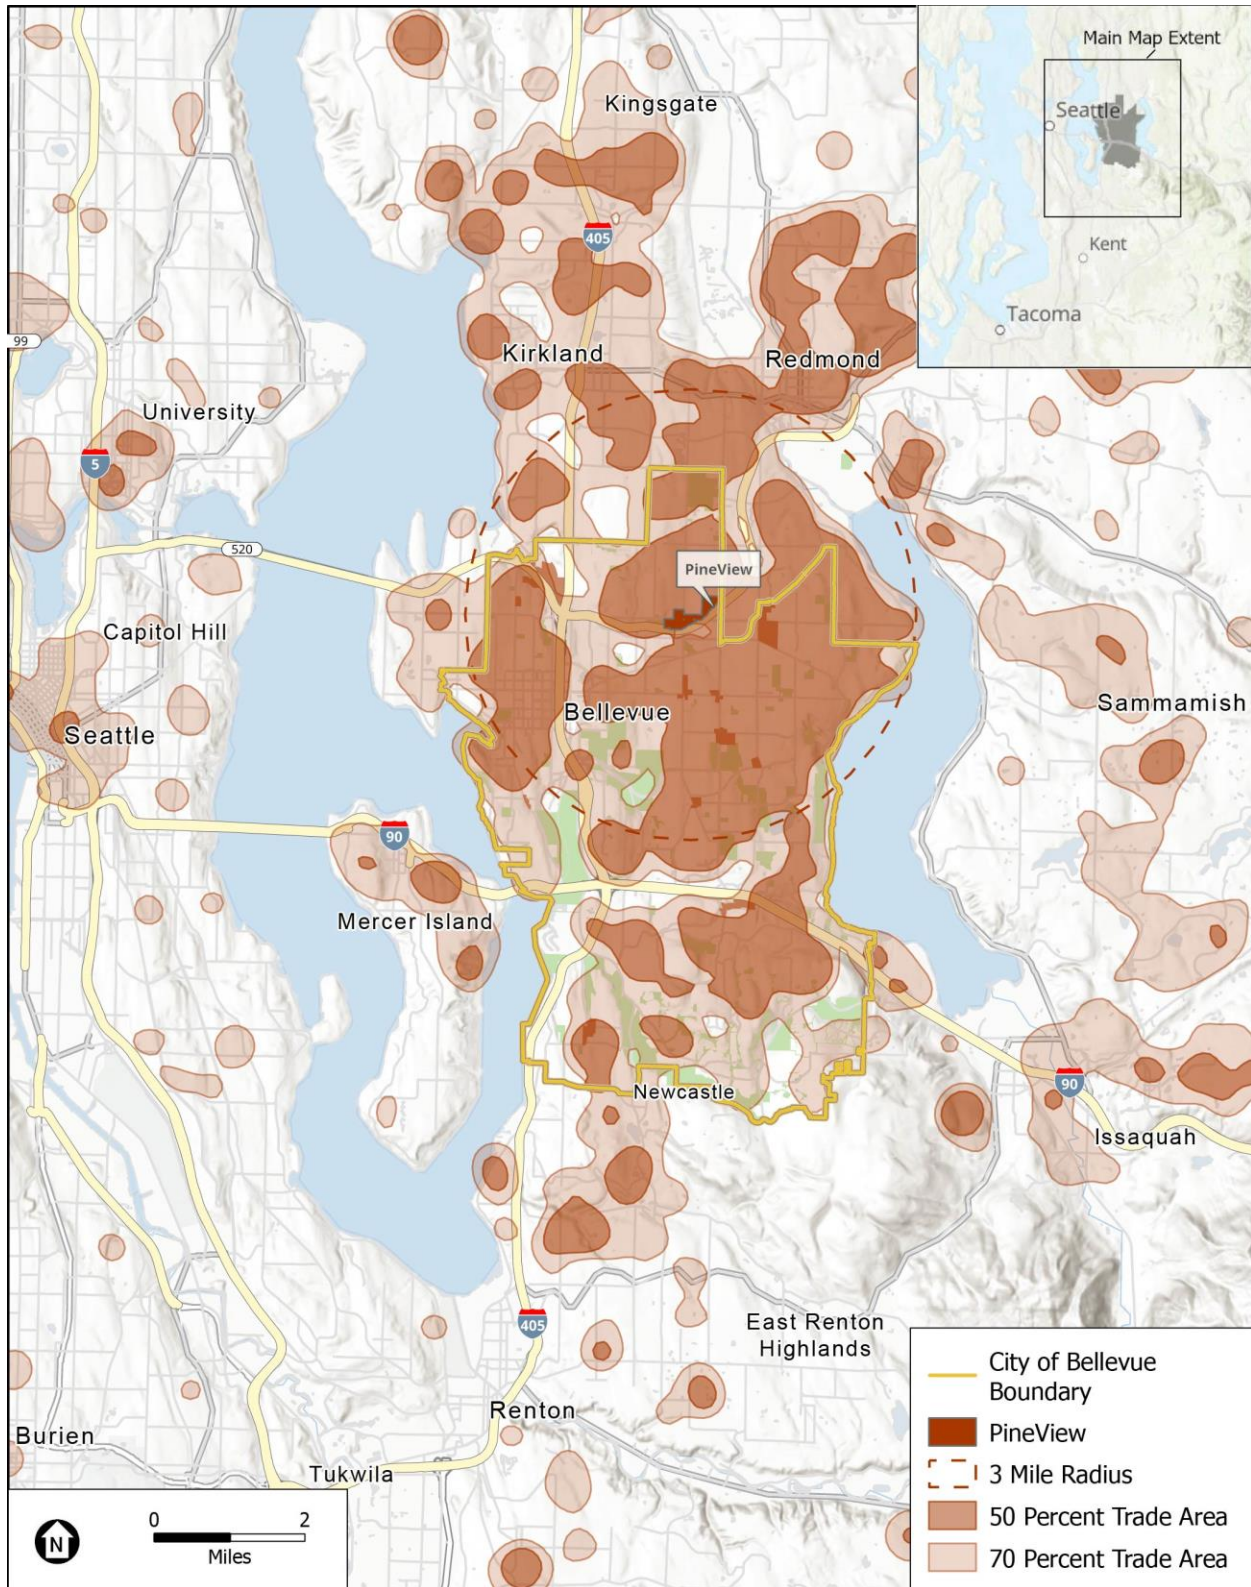 Main Map Extent
Seattle
Kent
Tacoma
Kingsgate
405
99
Kirkland
Redmond
University
5
520
PineView
Capitol Hill
Bellevue
Sammamish
Seattle
90
Mercer Island
Newcastle
90
Issaquah
405
East Renton
Highlands
Renton
Burien
Tukwila
N
0
2
Miles
City of Bellevue
Boundary
PineView
3 Mile Radius
50 Percent Trade Area
70 Percent Trade Area